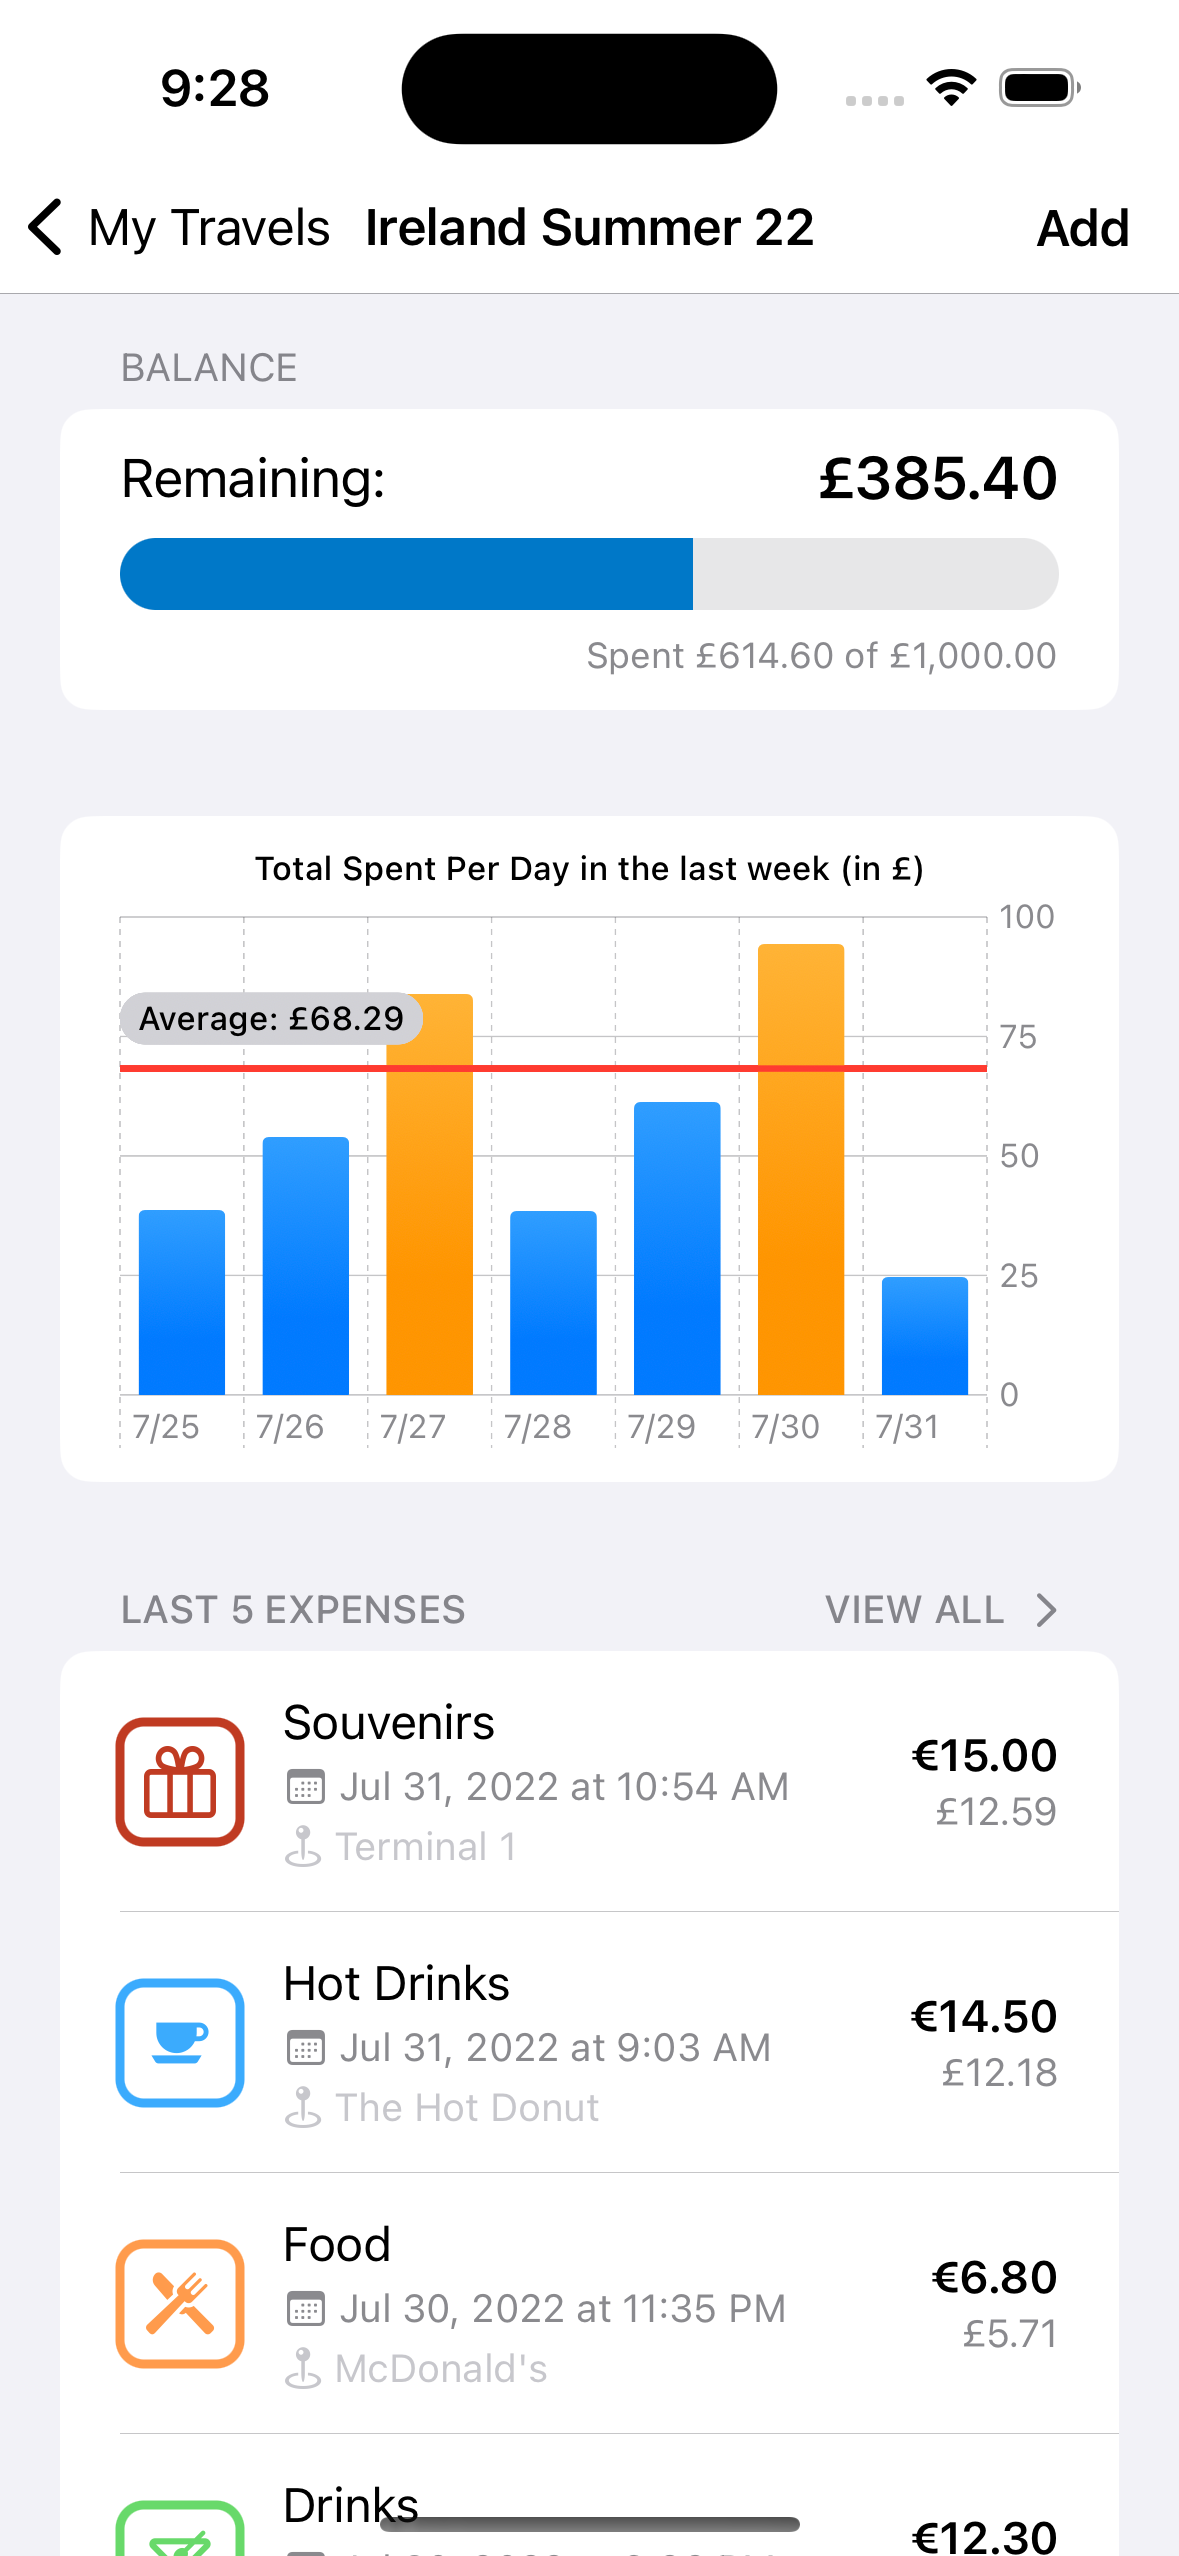 9:28
My Travels Ireland Summer 22 Add
BALANCE
Remaining: £385.40
Spent £614.60 of £1,000.00
Total Spent Per Day in the last week (in £)
100
Average: £68.29
75
50
25
0
7/25 7/26 7/27 7/28 7/29 7/30 7/31
LAST 5 EXPENSES VIEW ALL
Souvenirs
€15.00
Jul 31, 2022 at 10:54 AM
£12.59
Terminal 1
Hot Drinks
€14.50
Jul 31, 2022 at 9:03 AM
£12.18
The Hot Donut
Food
€6.80
Jul 30, 2022 at 11:35 PM
£5.71
McDonald's
Drinks
€12.30